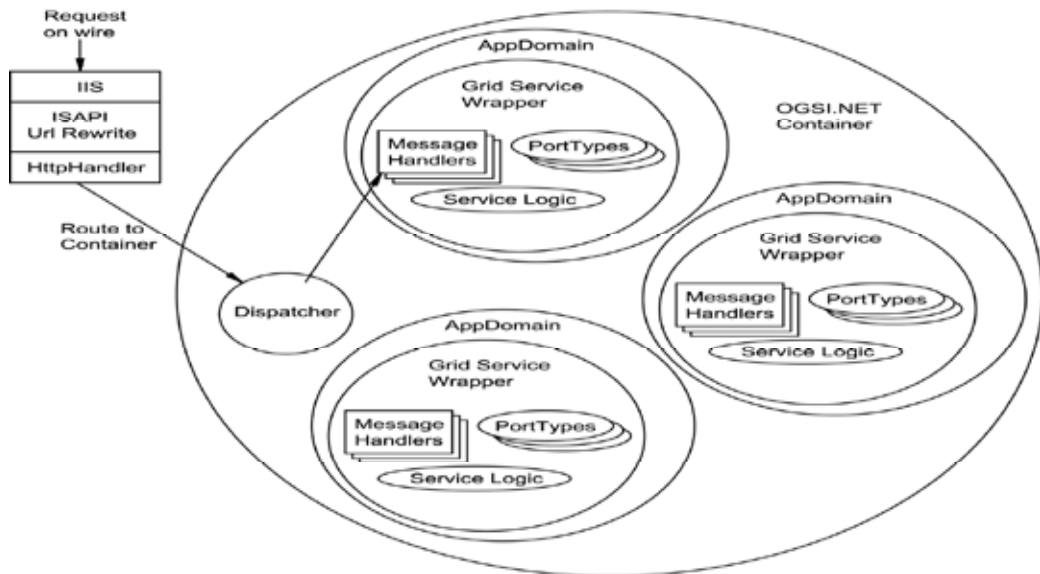 Request
on wire
IIS
ISAPI
Url Rewrite
HttpHandler
Route to
Container
Dispatcher
AppDomain
Grid Service
Wrapper
Message
Handlers
PortTypes
Service Logic
OGSI.NET
Container
AppDomain
Grid Service
Wrapper
Message
Handlers
PortTypes
Service Logic
AppDomain
Grid Service
Wrapper
Message
Handlers
PortTypes
Service Logic